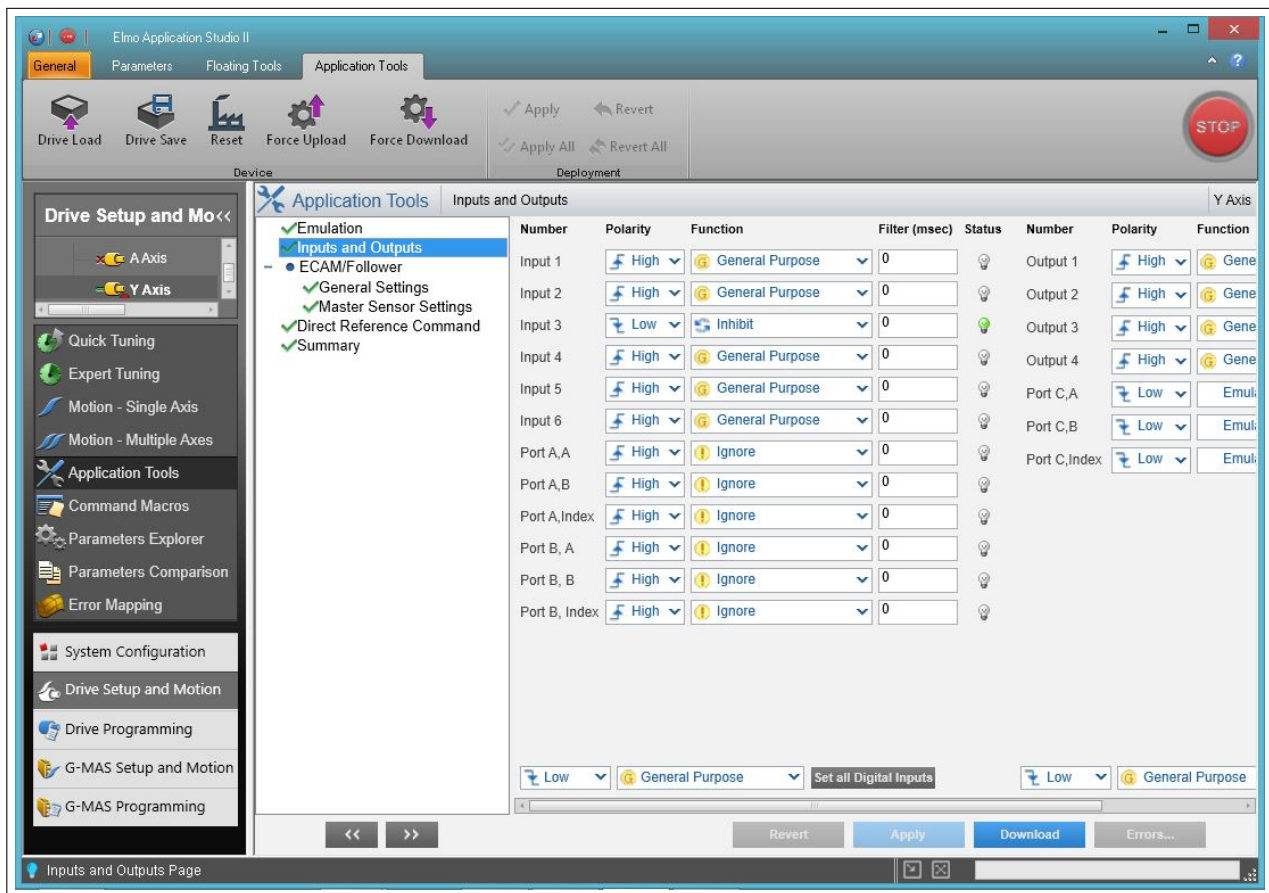 Elmo Application Studio II
General Parameters Floating Tools Application Tools
Drive Load Drive Save Reset Force Upload Force Download
Apply Revert
Apply All Revert All
Device Deployment
STOP
Drive Setup and Mo<<
A Axis
Y Axis
Quick Tuning
Expert Tuning
Motion - Single Axis
Motion - Multiple Axes
Application Tools
Command Macros
Parameters Explorer
Parameters Comparison
Error Mapping
System Configuration
Drive Setup and Motion
Drive Programming
G-MAS Setup and Motion
G-MAS Programming
Application Tools Inputs and Outputs Y Axis
Emulation
Inputs and Outputs
ECAM/Follower
General Settings
Master Sensor Settings
Direct Reference Command
Summary
Number Polarity Function Filter (msec) Status Number Polarity Function
Input 1 High G General Purpose 0 Output 1 High G Gene
Input 2 High G General Purpose 0 Output 2 High G Gene
Input 3 Low Inhibit 0 Output 3 High G Gene
Input 4 High G General Purpose 0 Output 4 High G Gene
Input 5 High G General Purpose 0 Port C,A Low Emul
Input 6 High G General Purpose 0 Port C,B Low Emul
Port A,A High ! Ignore 0 Port C,Index Low Emul
Port A,B High ! Ignore 0
Port A,Index High ! Ignore 0
Port B, A High ! Ignore 0
Port B, B High ! Ignore 0
Port B, Index High ! Ignore 0
Low G General Purpose Set all Digital Inputs Low G General Purpose
<< >> Revert Apply Download Errors...
Inputs and Outputs Page